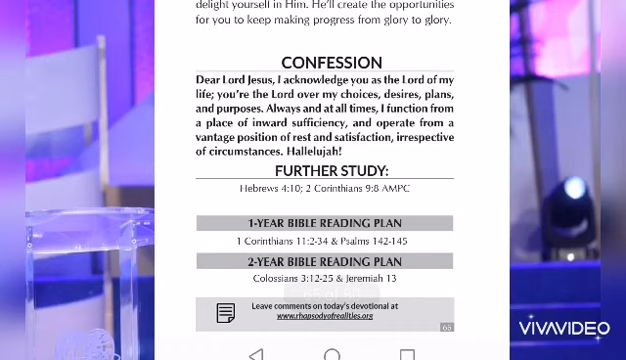 delight yourself in Him. He'll create the opportunities
for you to keep making progress from glory to glory.
CONFESSION
Dear Lord Jesus, I acknowledge you as the Lord of my
life; you're the Lord over my choices, desires, plans,
and purposes. Always and at all times, I function from
a place of inward sufficiency, and operate from a
vantage position of rest and satisfaction, irrespective
of circumstances. Hallelujah!
FURTHER STUDY:
Hebrews 4:10; 2 Corinthians 9:8 AMPC
1-YEAR BIBLE READING PLAN
1 Corinthians 11:2-34 & Psalms 142-145
2-YEAR BIBLE READING PLAN
Colossians 3:12-25 & Jeremiah 13
Leave comments on today's devotional at
www.rhapsodyofrealities.org
65
VIVAVIDEO